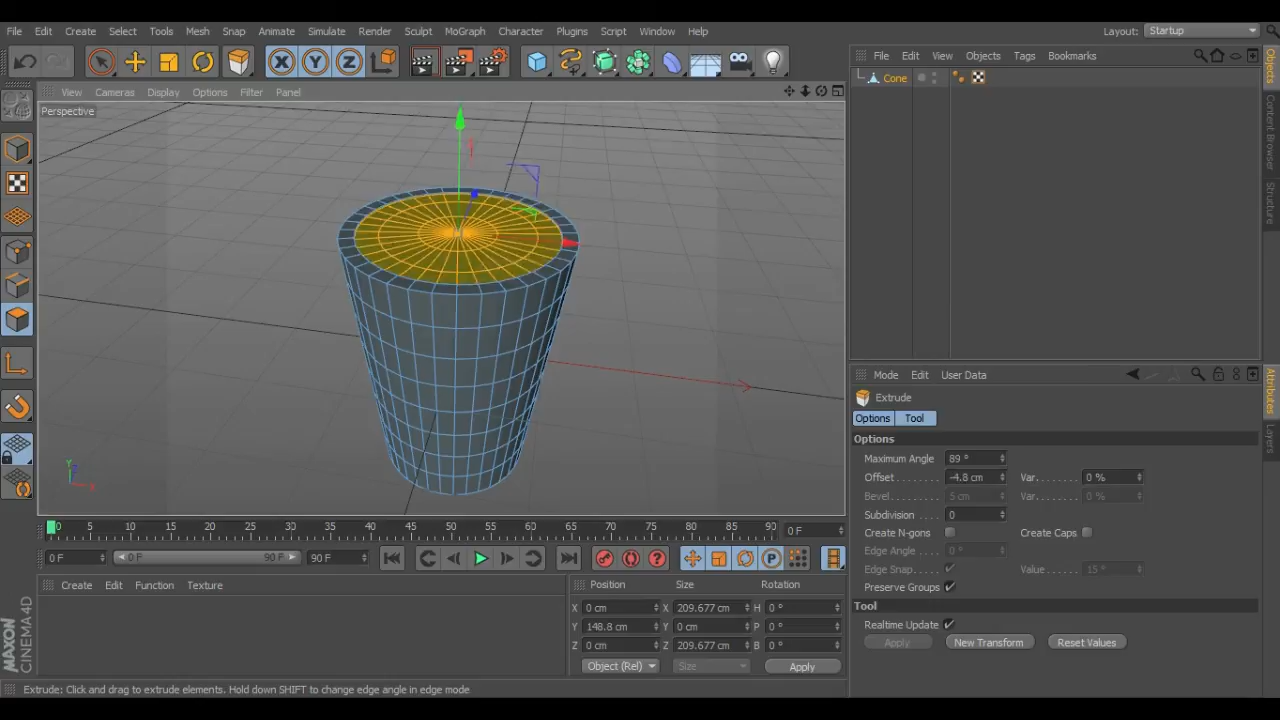 File Edit Create Select Tools Mesh Snap Animate Simulate Render Sculpt MoGraph Character Plugins Script Window Help
Layout: Startup
File Edit View Objects Tags Bookmarks
Cone
Objects
Content Browser
Structure
View Cameras Display Options Filter Panel
Perspective
Y
X
Mode Edit User Data
Extrude
Options Tool
Options
Maximum Angle 89 °
Offset -4.8 cm Var. 0 %
Bevel 5 cm Var. 0 %
Subdivision 0
Create N-gons Create Caps
Edge Angle 0 °
Edge Snap Value 15 °
Preserve Groups
Tool
Realtime Update
Apply New Transform Reset Values
Attributes
Layers
0 5 10 15 20 25 30 35 40 45 50 55 60 65 70 75 80 85 90 0 F
0 F 0 F 90 F 90 F
Create Edit Function Texture
Position Size Rotation
X 0 cm X 209.677 cm H 0 °
Y 148.8 cm Y 0 cm P 0 °
Z 0 cm Z 209.677 cm B 0 °
Object (Rel) Size Apply
MAXON
CINEMA 4D
Extrude: Click and drag to extrude elements. Hold down SHIFT to change edge angle in edge mode